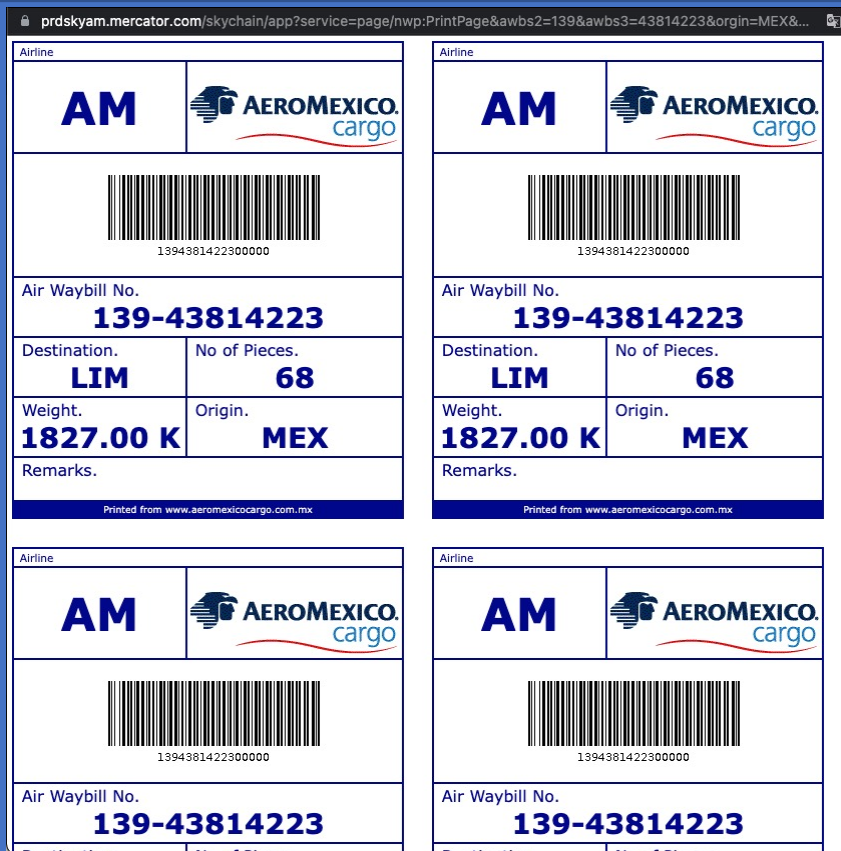 prdskyam.mercator.com/skychain/app?service=page/nwp:PrintPage&awbs2=139&awbs3=43814223&orgin=MEX&...
Airline
AM
AEROMEXICO.
cargo
1394381422300000
Air Waybill No.
139-43814223
Destination. No of Pieces.
LIM 68
Weight. Origin.
1827.00 K MEX
Remarks.
Printed from www.aeromexicocargo.com.mx
Airline
AM
AEROMEXICO.
cargo
1394381422300000
Air Waybill No.
139-43814223
Destination. No of Pieces.
LIM 68
Weight. Origin.
1827.00 K MEX
Remarks.
Printed from www.aeromexicocargo.com.mx
Airline
AM
AEROMEXICO.
cargo
1394381422300000
Air Waybill No.
139-43814223
Airline
AM
AEROMEXICO.
cargo
1394381422300000
Air Waybill No.
139-43814223